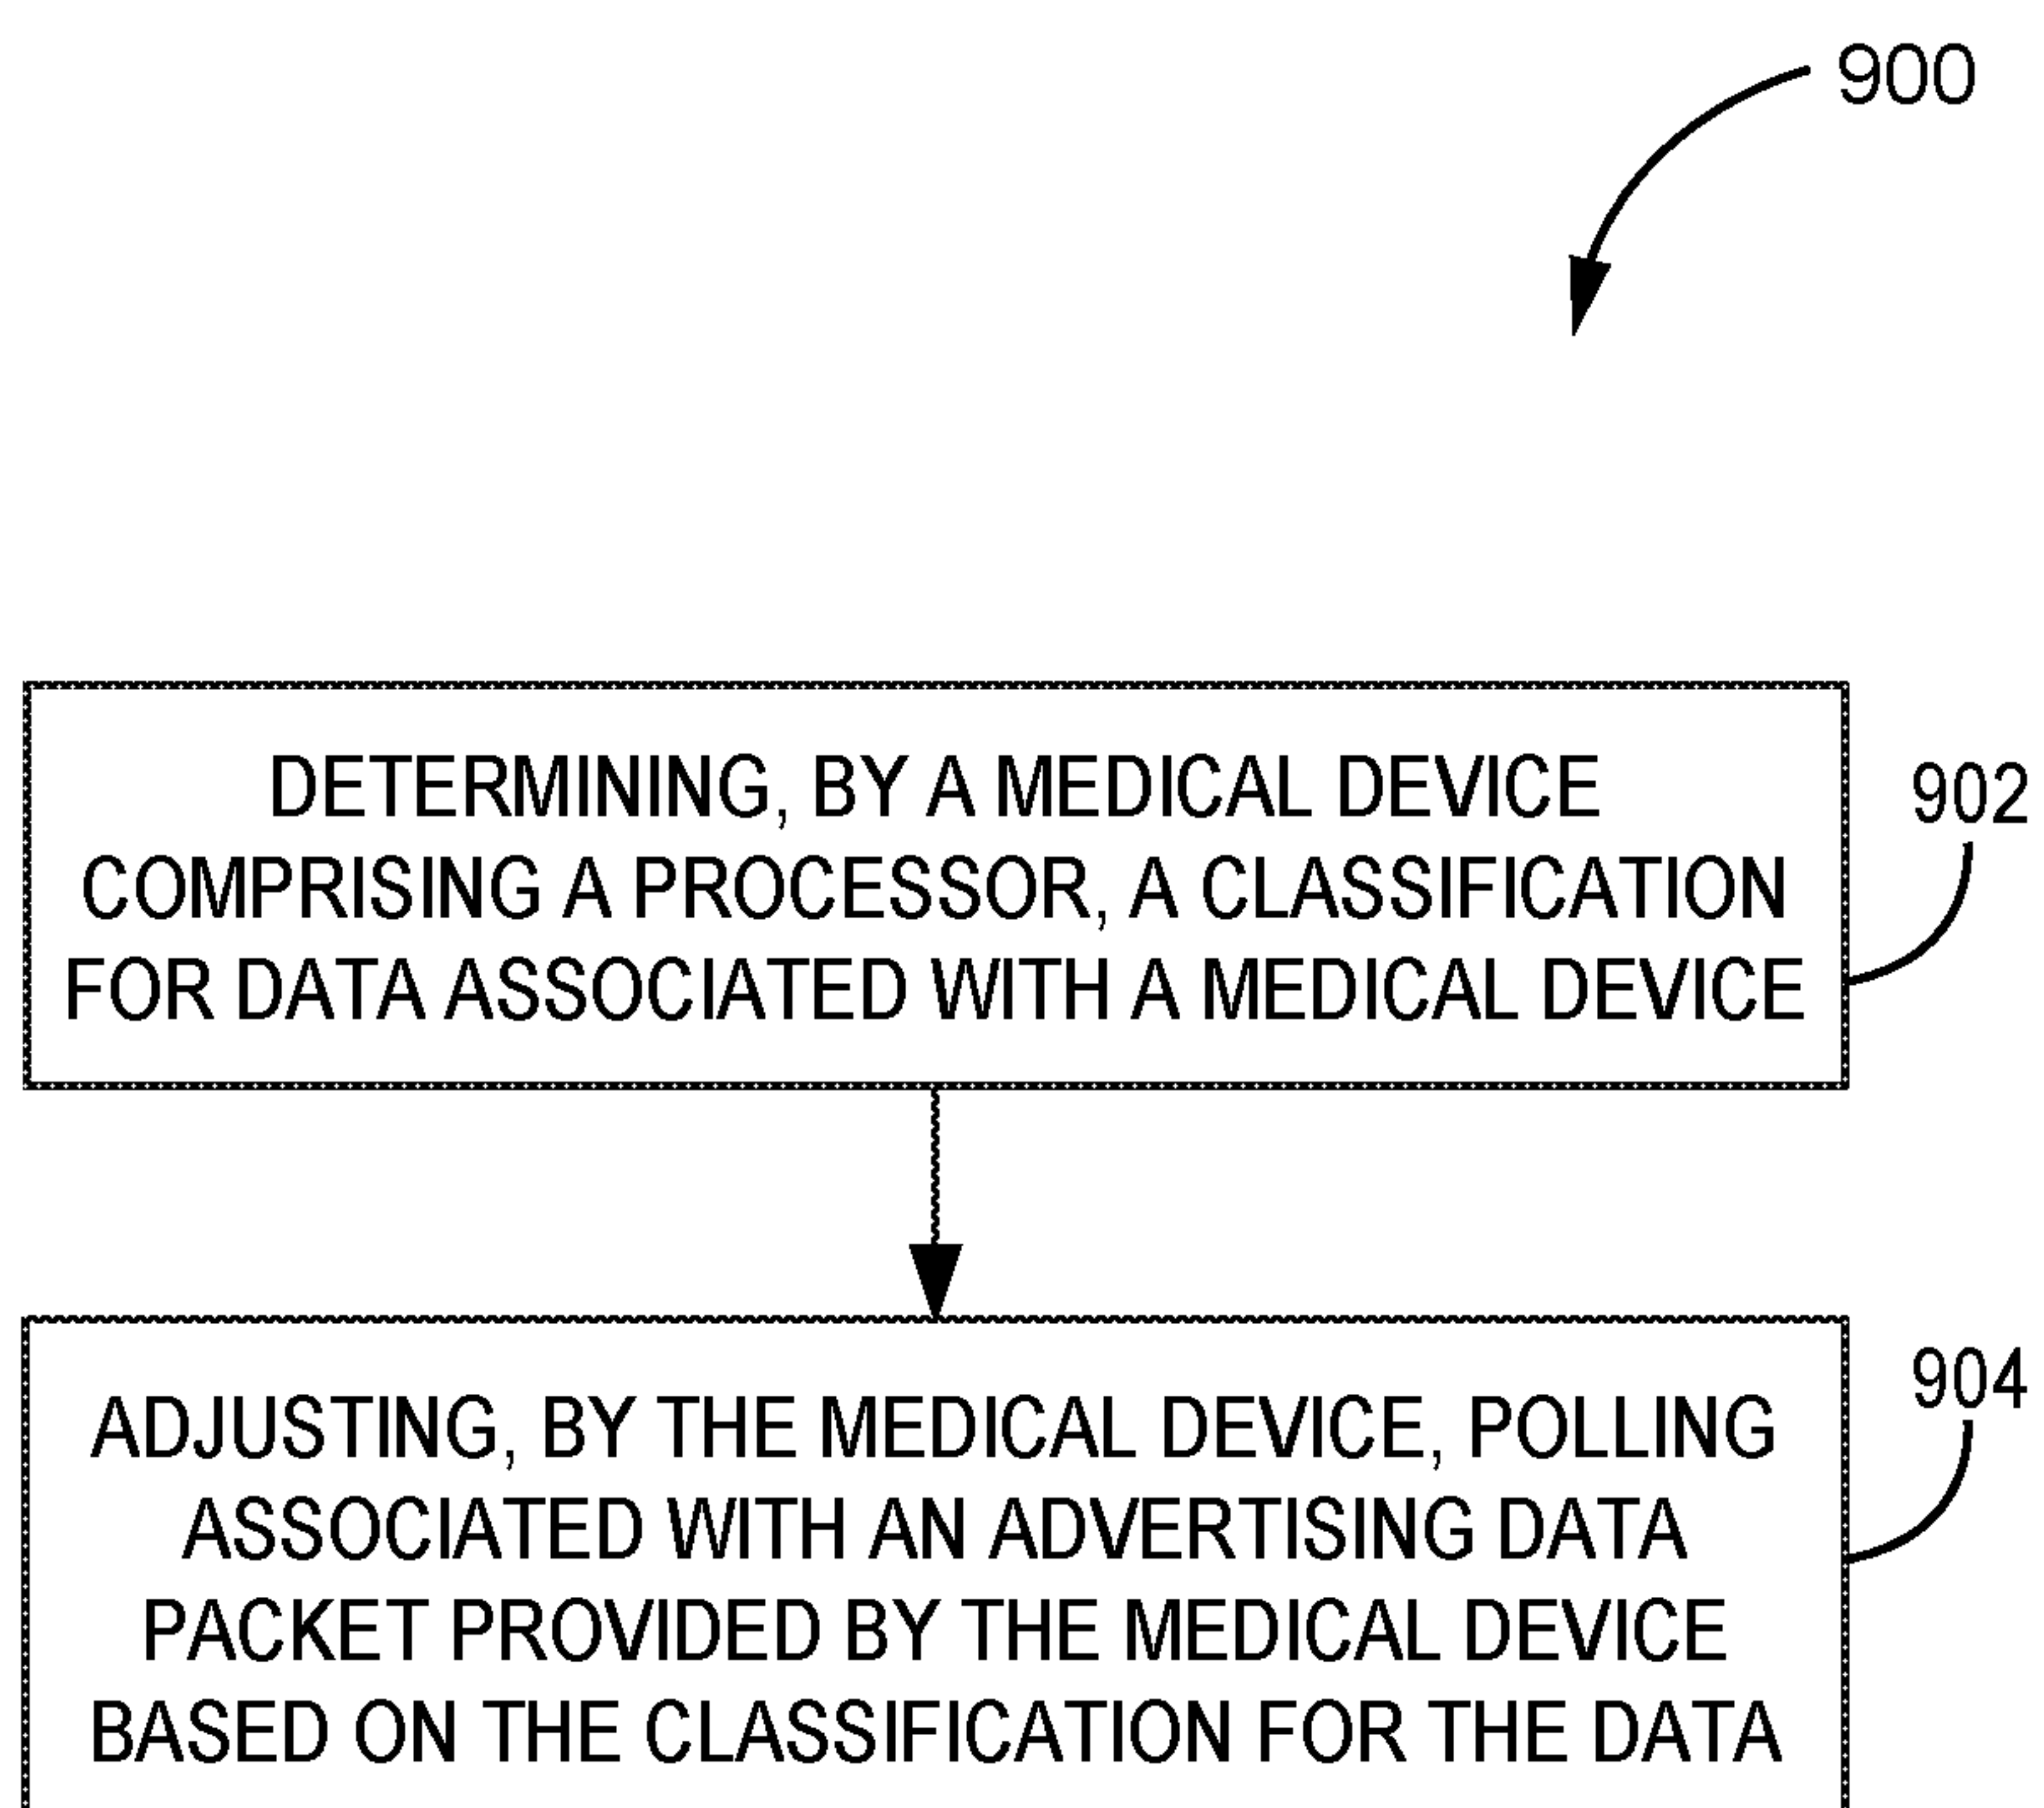 900
DETERMINING, BY A MEDICAL DEVICE
COMPRISING A PROCESSOR, A CLASSIFICATION
FOR DATA ASSOCIATED WITH A MEDICAL DEVICE
902
ADJUSTING, BY THE MEDICAL DEVICE, POLLING
ASSOCIATED WITH AN ADVERTISING DATA
PACKET PROVIDED BY THE MEDICAL DEVICE
BASED ON THE CLASSIFICATION FOR THE DATA
904